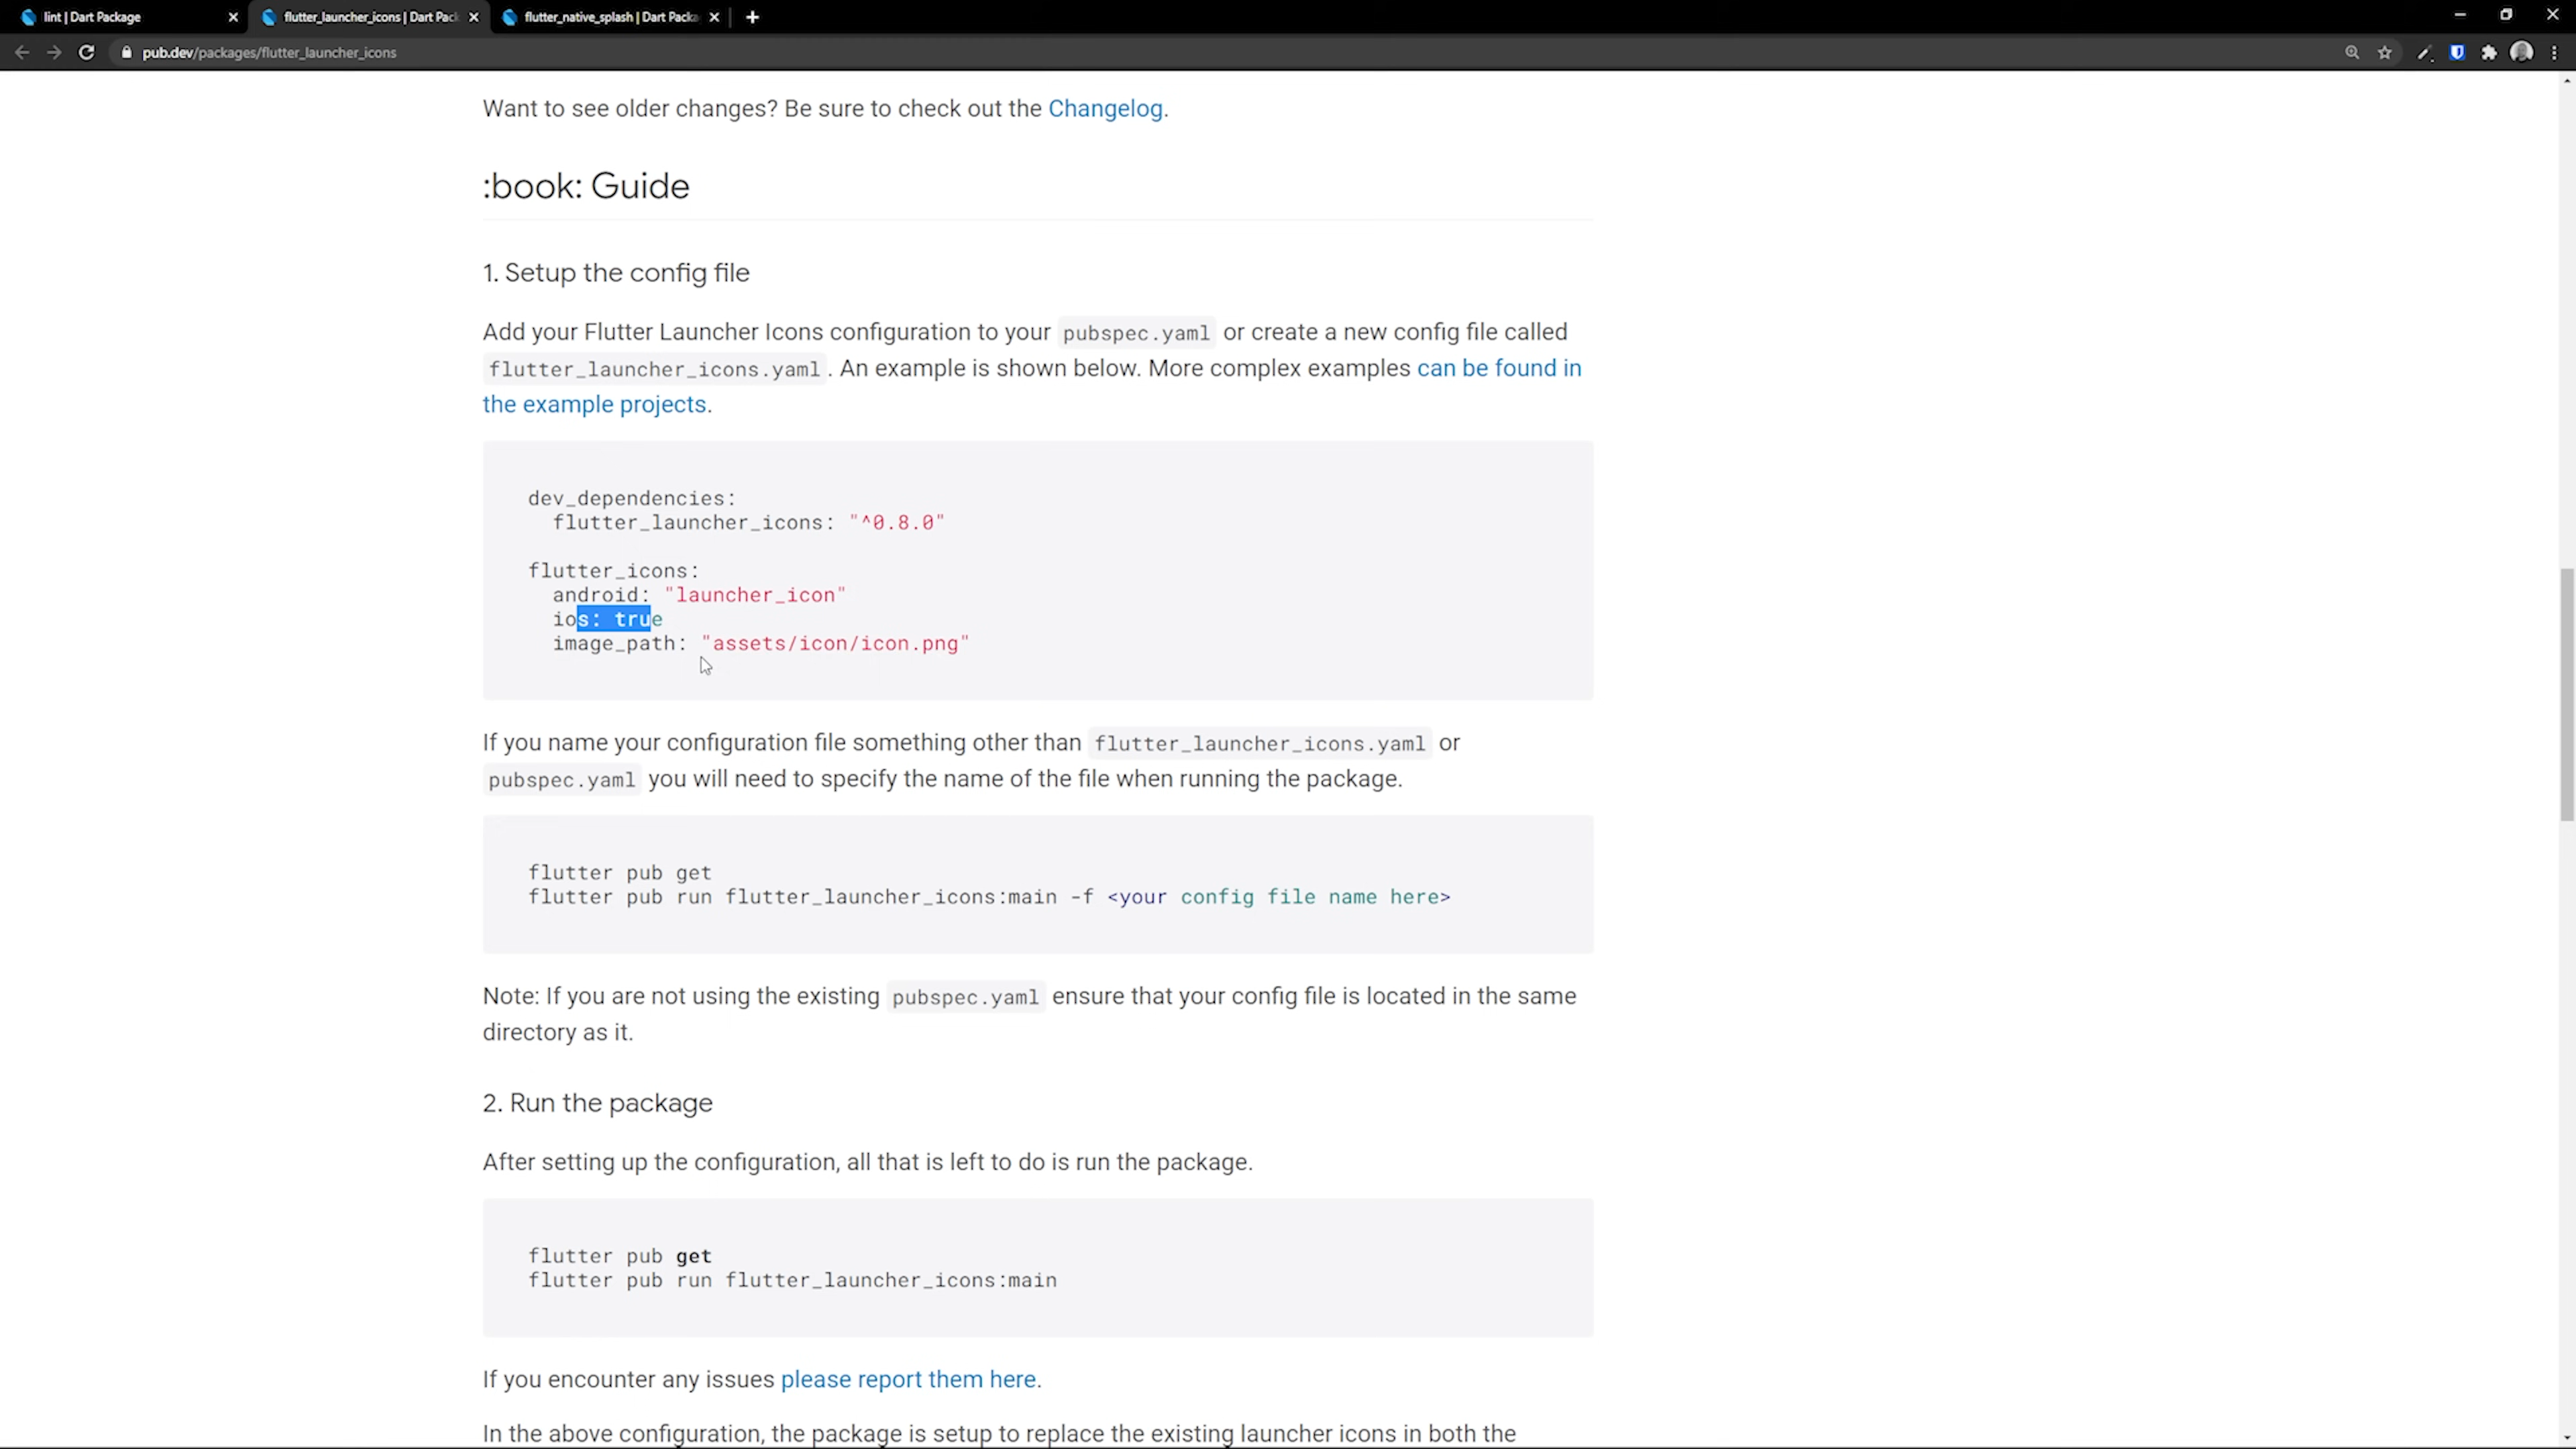 lint | Dart Package
flutter_launcher_icons | Dart Pack
flutter_native_splash | Dart Packa
pub.dev/packages/flutter_launcher_icons
Want to see older changes? Be sure to check out the Changelog.
:book: Guide
1. Setup the config file
Add your Flutter Launcher Icons configuration to your pubspec.yaml or create a new config file called
flutter_launcher_icons.yaml . An example is shown below. More complex examples can be found in
the example projects.
dev_dependencies:
flutter_launcher_icons: "^0.8.0"
flutter_icons:
android: "launcher_icon"
ios: true
image_path: "assets/icon/icon.png"
If you name your configuration file something other than flutter_launcher_icons.yaml or
pubspec.yaml you will need to specify the name of the file when running the package.
flutter pub get
flutter pub run flutter_launcher_icons:main -f <your config file name here>
Note: If you are not using the existing pubspec.yaml ensure that your config file is located in the same
directory as it.
2. Run the package
After setting up the configuration, all that is left to do is run the package.
flutter pub get
flutter pub run flutter_launcher_icons:main
If you encounter any issues please report them here.
In the above configuration, the package is setup to replace the existing launcher icons in both the